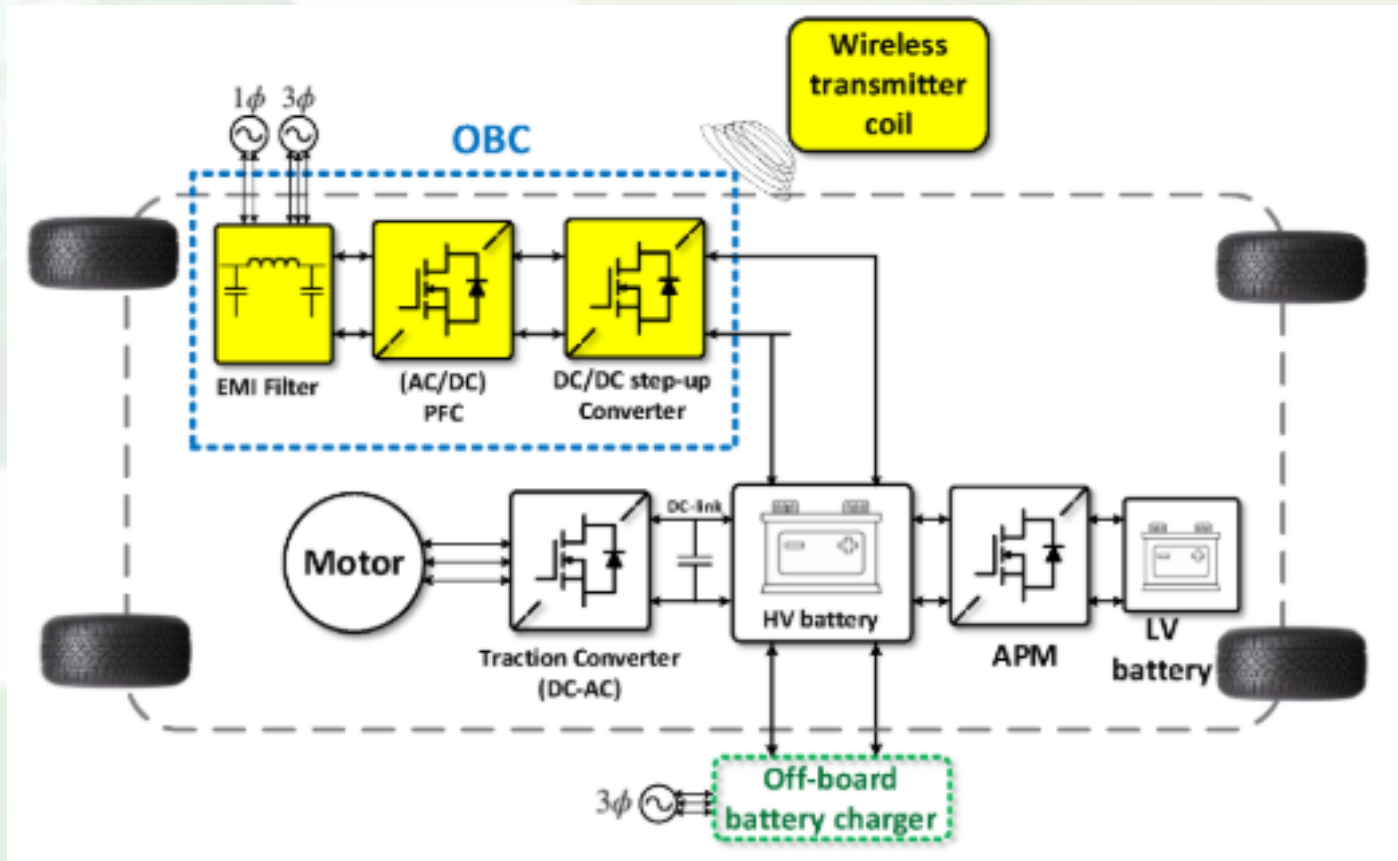 Wireless
transmitter
coil
1ϕ 3ϕ
OBC
EMI Filter
(AC/DC)
PFC
DC/DC step-up
Converter
DC-link
Motor
HV battery
Traction Converter
(DC-AC)
APM
LV
battery
3ϕ
Off-board
battery charger